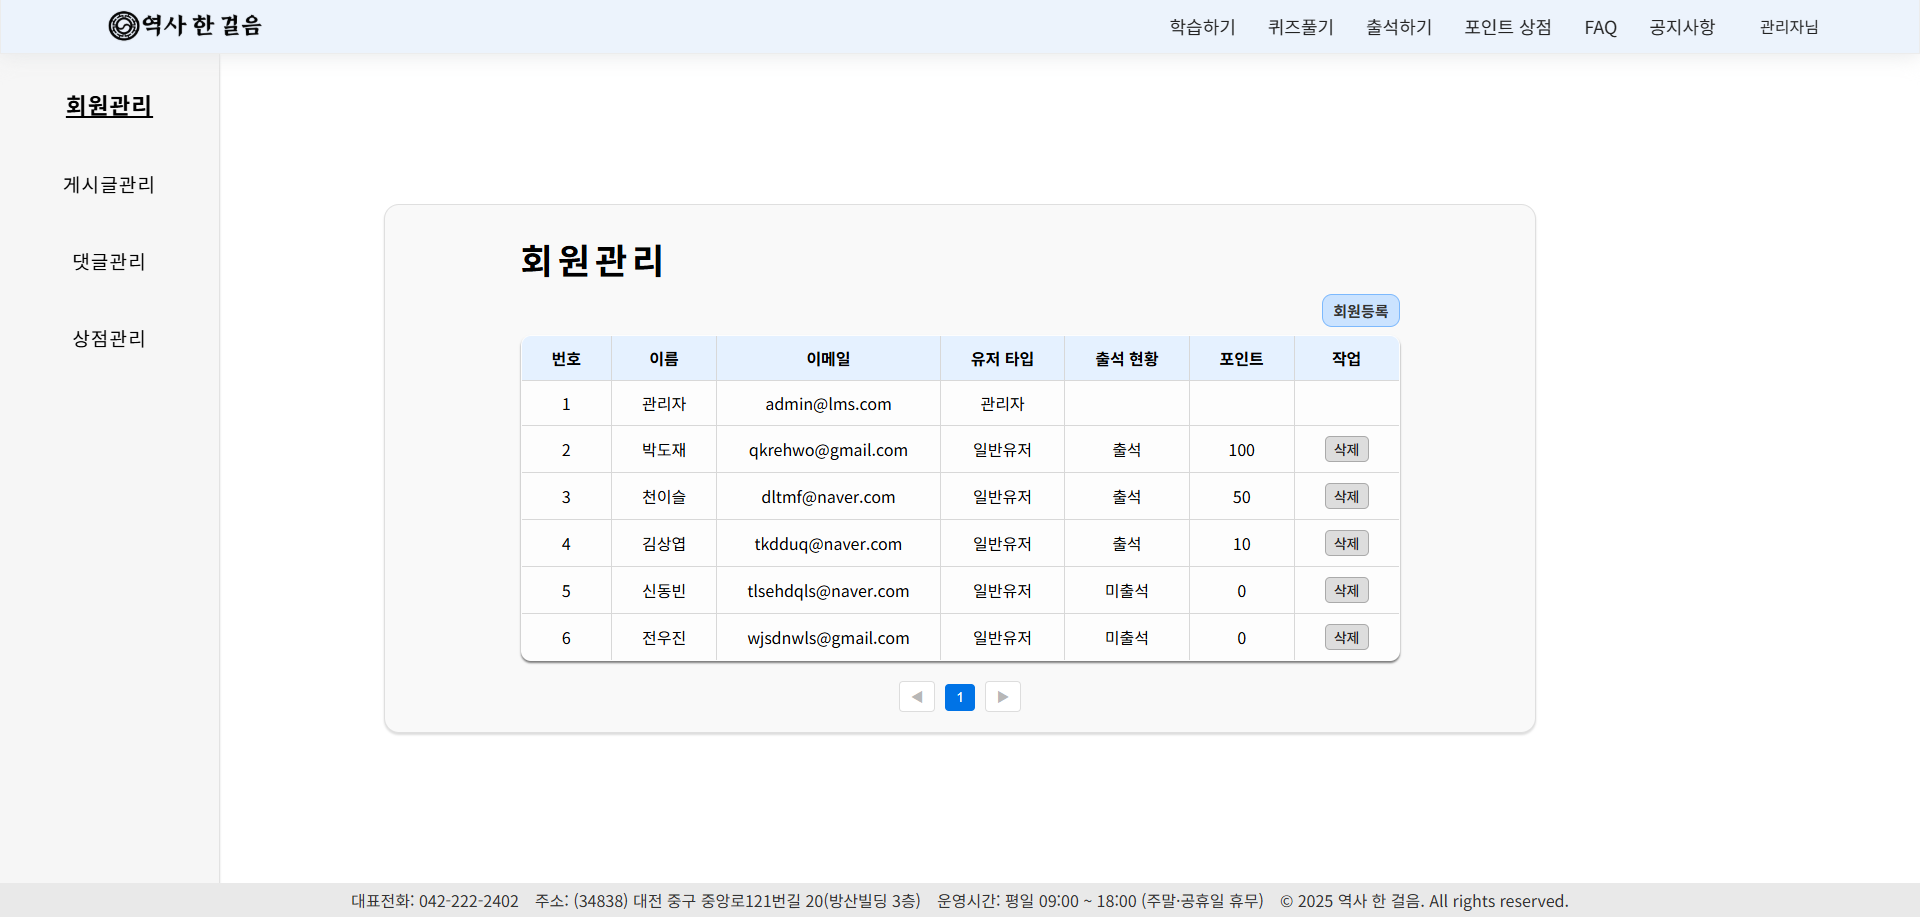 역사 한 걸음 학습하기 퀴즈풀기 출석하기 포인트 상점 FAQ 공지사항 관리자님
회원관리
게시글관리
댓글관리
상점관리
회원관리
회원등록
번호 이름 이메일 유저 타입 출석 현황 포인트 작업
1 관리자 admin@lms.com 관리자
2 박도재 qkrehwo@gmail.com 일반유저 출석 100 삭제
3 천이슬 dltmf@naver.com 일반유저 출석 50 삭제
4 김상엽 tkdduq@naver.com 일반유저 출석 10 삭제
5 신동빈 tlsehdqls@naver.com 일반유저 미출석 0 삭제
6 전우진 wjsdnwls@gmail.com 일반유저 미출석 0 삭제
◀ 1 ▶
대표전화: 042-222-2402 주소: (34838) 대전 중구 중앙로121번길 20(방산빌딩 3층) 운영시간: 평일 09:00 ~ 18:00 (주말·공휴일 휴무) © 2025 역사 한 걸음. All rights reserved.